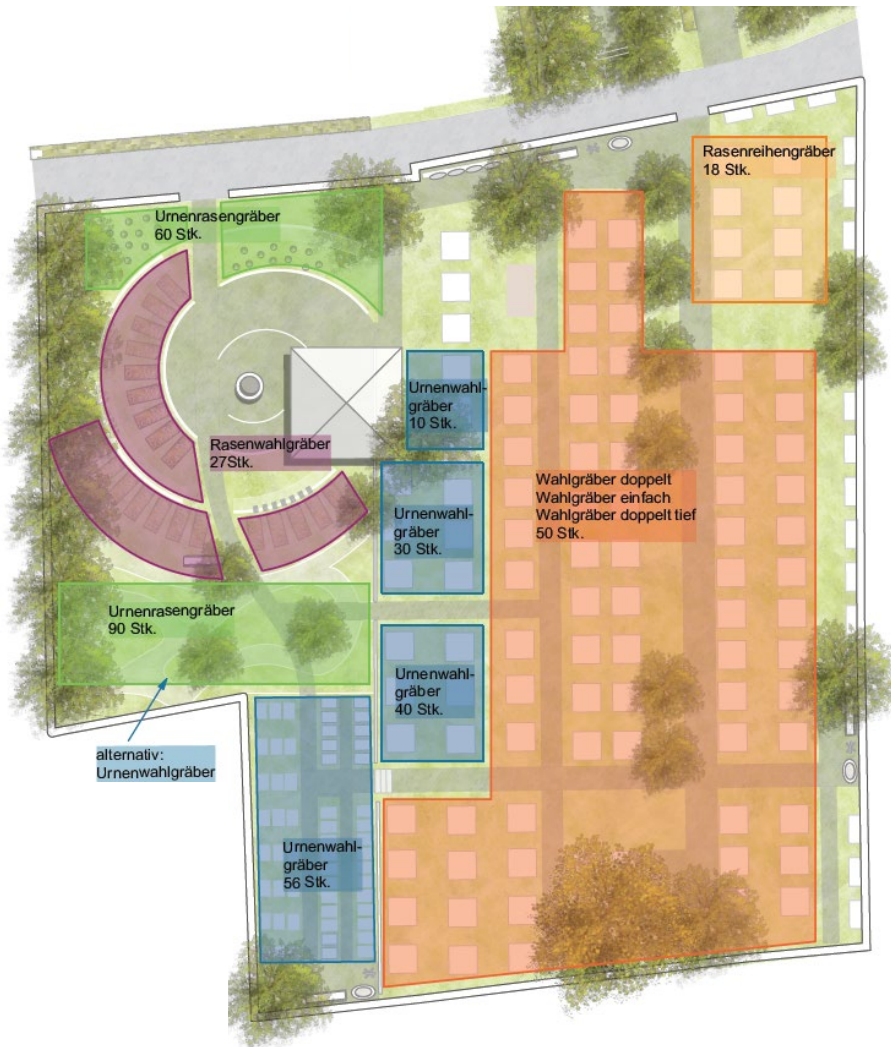 Rasenreihengräber
18 Stk.
Urnenrasengräber
60 Stk.
Urnenwahl-
gräber
10 Stk.
Rasenwahlgräber
27Stk.
Wahlgräber doppelt
Wahlgräber einfach
Wahlgräber doppelt tief
50 Stk.
Urnenwahl-
gräber
30 Stk.
Urnenrasengräber
90 Stk.
Urnenwahl-
gräber
40 Stk.
alternativ:
Urnenwahlgräber
Urnenwahl-
gräber
56 Stk.